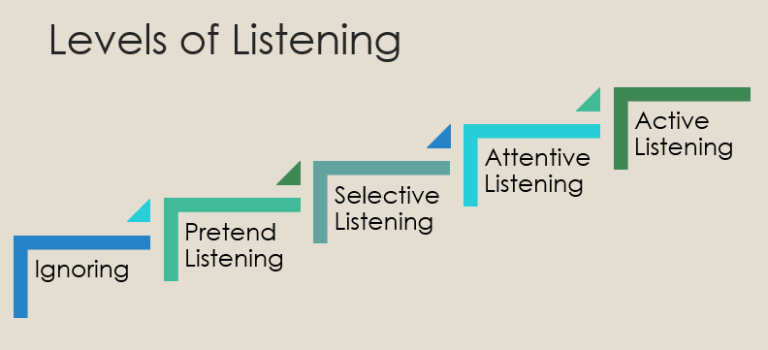 Levels of Listening
Ignoring
Pretend
Listening
Selective
Listening
Attentive
Listening
Active
Listening